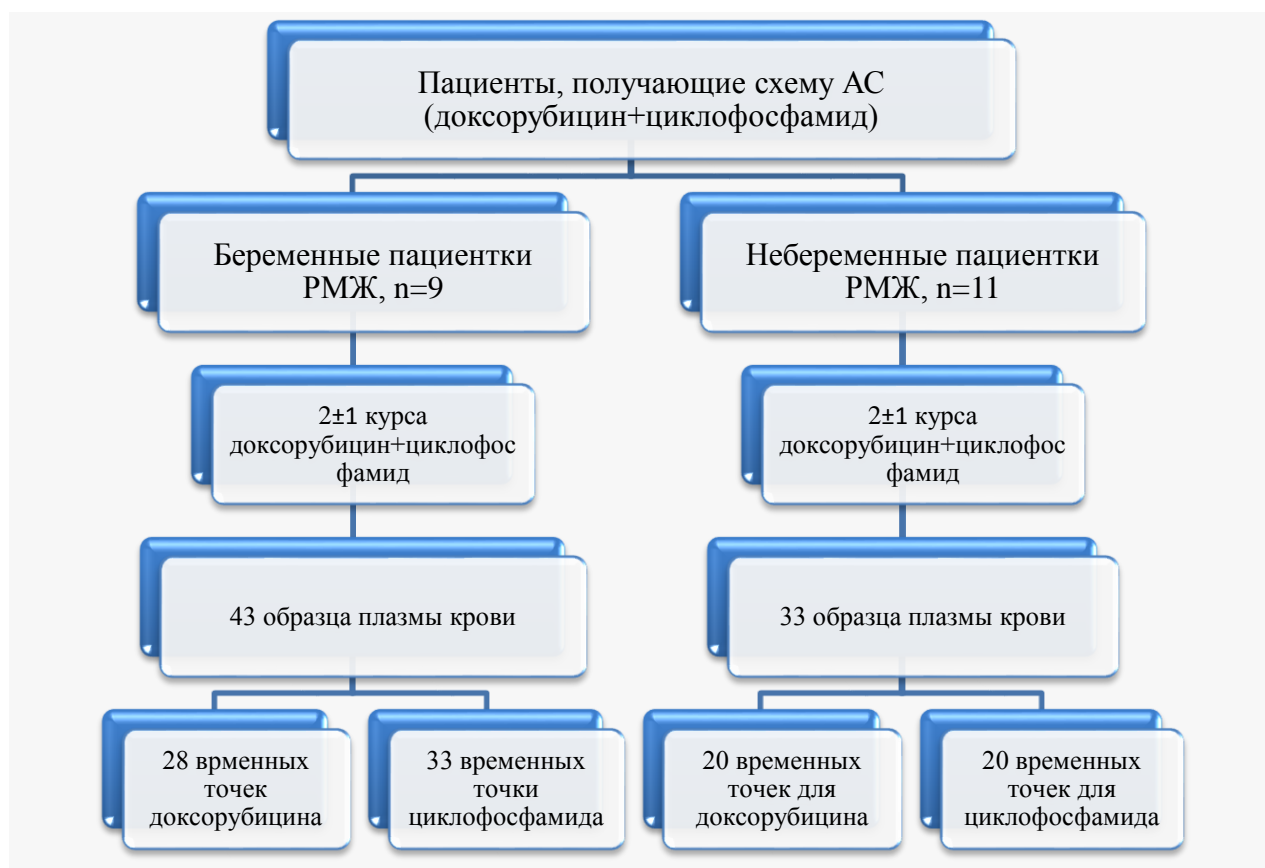 Пациенты, получающие схему АС
(доксорубицин+циклофосфамид)
Беременные пациентки
РМЖ, n=9
Небеременные пациентки
РМЖ, n=11
2±1 курса
доксорубицин+циклофос
фамид
2±1 курса
доксорубицин+циклофос
фамид
43 образца плазмы крови
33 образца плазмы крови
28 врменных
точек
доксорубицина
33 временных
точки
циклофосфамида
20 временных
точек для
доксорубицина
20 временных
точек для
циклофосфамида